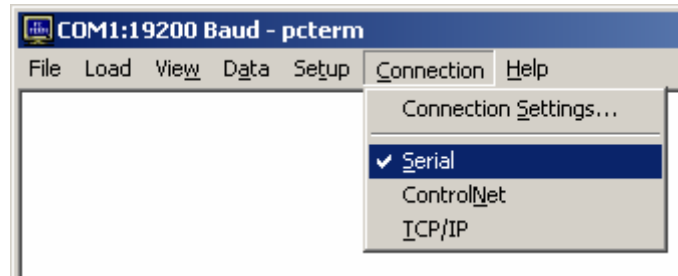 COM1:19200 Baud - pcterm
File Load View Data Setup Connection Help
Connection Settings...
Serial
ControlNet
TCP/IP